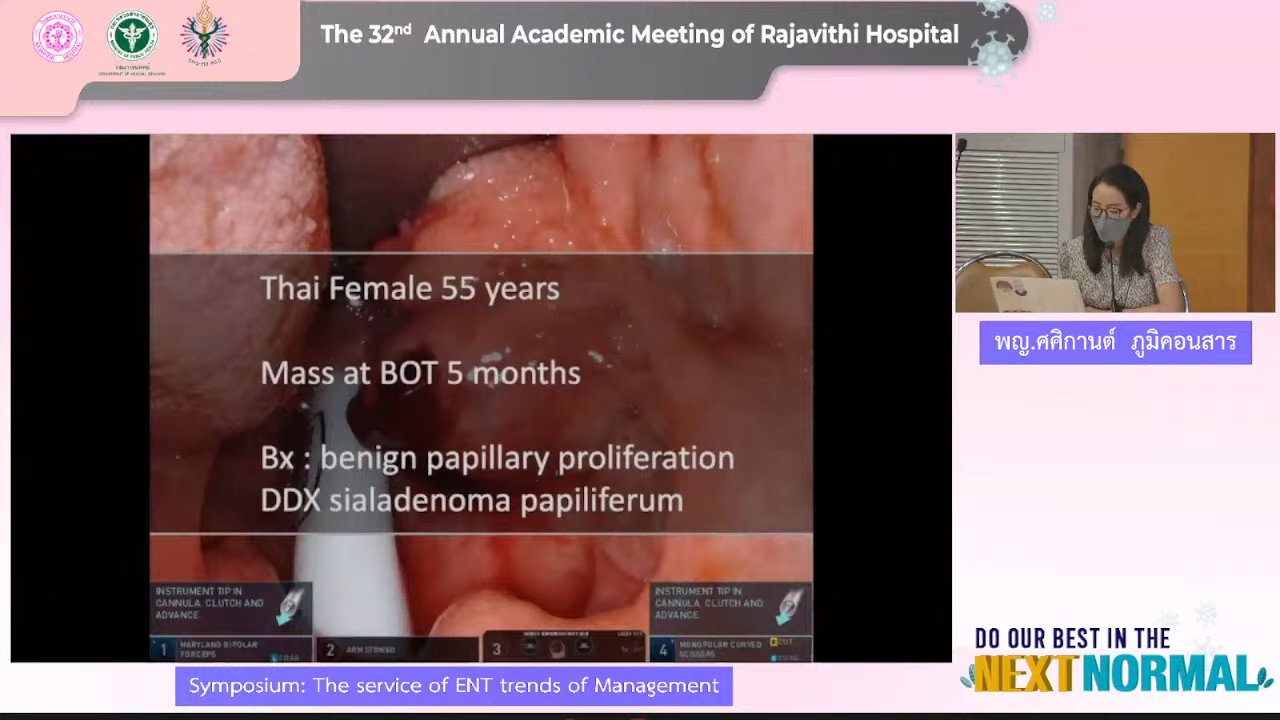 The 32nd Annual Academic Meeting of Rajavithi Hospital
Thai Female 55 years
Mass at BOT 5 months
Bx : benign papillary proliferation
DDX sialadenoma papiliferum
INSTRUMENT TIP IN
CANNULA. CLUTCH AND
ADVANCE.
INSTRUMENT TIP IN
CANNULA. CLUTCH AND
ADVANCE.
1 MARYLAND BIPOLAR
FORCEPS
2 ARM STOWED
3
4 MONOPOLAR CURVED
SCISSORS
พญ.ศศิกานต์ ภูมิคอนสาร
Symposium: The service of ENT trends of Management
DO OUR BEST IN THE
NEXT NORMAL